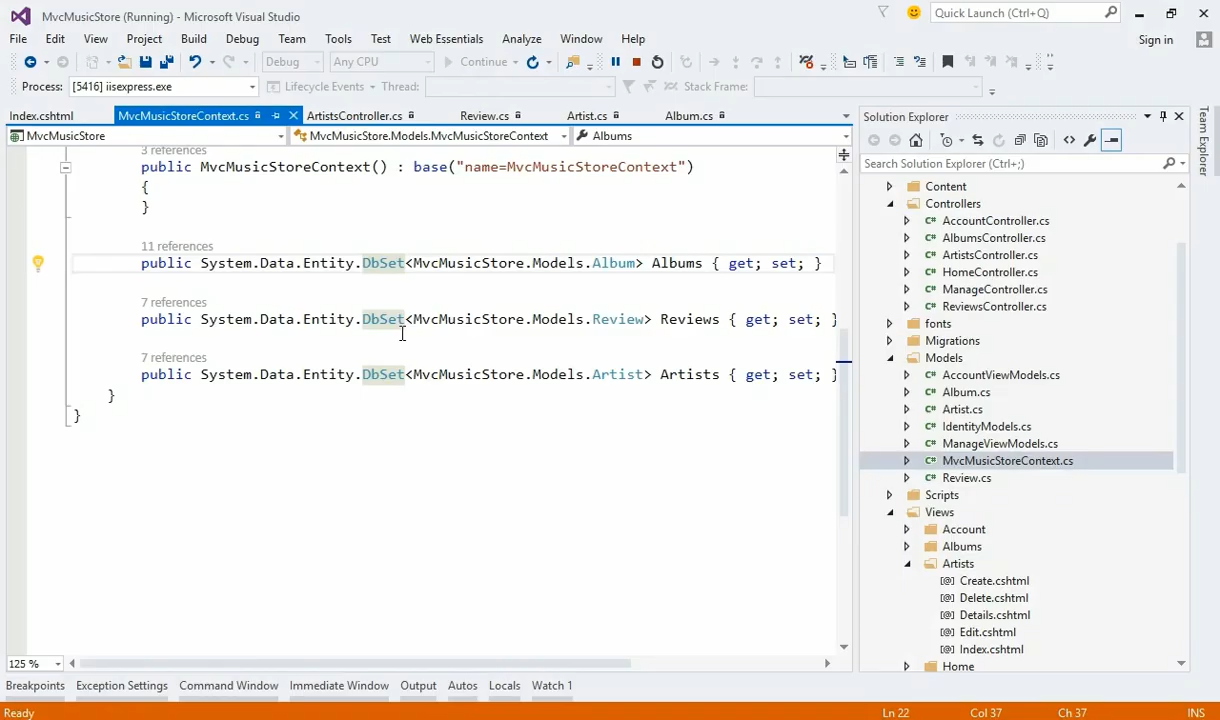 MvcMusicStore (Running) - Microsoft Visual Studio
Quick Launch (Ctrl+Q)
File Edit View Project Build Debug Team Tools Test Web Essentials Analyze Window Help
Sign in
Debug Any CPU Continue
Process: [5416] iisexpress.exe Lifecycle Events Thread: Stack Frame:
Index.cshtml MvcMusicStoreContext.cs ArtistsController.cs Review.cs Artist.cs Album.cs
MvcMusicStore MvcMusicStore.Models.MvcMusicStoreContext Albums
3 references
public MvcMusicStoreContext() : base("name=MvcMusicStoreContext")
{
}
11 references
public System.Data.Entity.DbSet<MvcMusicStore.Models.Album> Albums { get; set; }
7 references
public System.Data.Entity.DbSet<MvcMusicStore.Models.Review> Reviews { get; set; }
7 references
public System.Data.Entity.DbSet<MvcMusicStore.Models.Artist> Artists { get; set; }
}
}
125 %
Solution Explorer
Search Solution Explorer (Ctrl+;)
Content
Controllers
C# AccountController.cs
C# AlbumsController.cs
C# ArtistsController.cs
C# HomeController.cs
C# ManageController.cs
C# ReviewsController.cs
fonts
Migrations
Models
C# AccountViewModels.cs
C# Album.cs
C# Artist.cs
C# IdentityModels.cs
C# ManageViewModels.cs
C# MvcMusicStoreContext.cs
C# Review.cs
Scripts
Views
Account
Albums
Artists
[@] Create.cshtml
[@] Delete.cshtml
[@] Details.cshtml
[@] Edit.cshtml
[@] Index.cshtml
Home
Team Explorer
Breakpoints Exception Settings Command Window Immediate Window Output Autos Locals Watch 1
Ready Ln 22 Col 37 Ch 37 INS